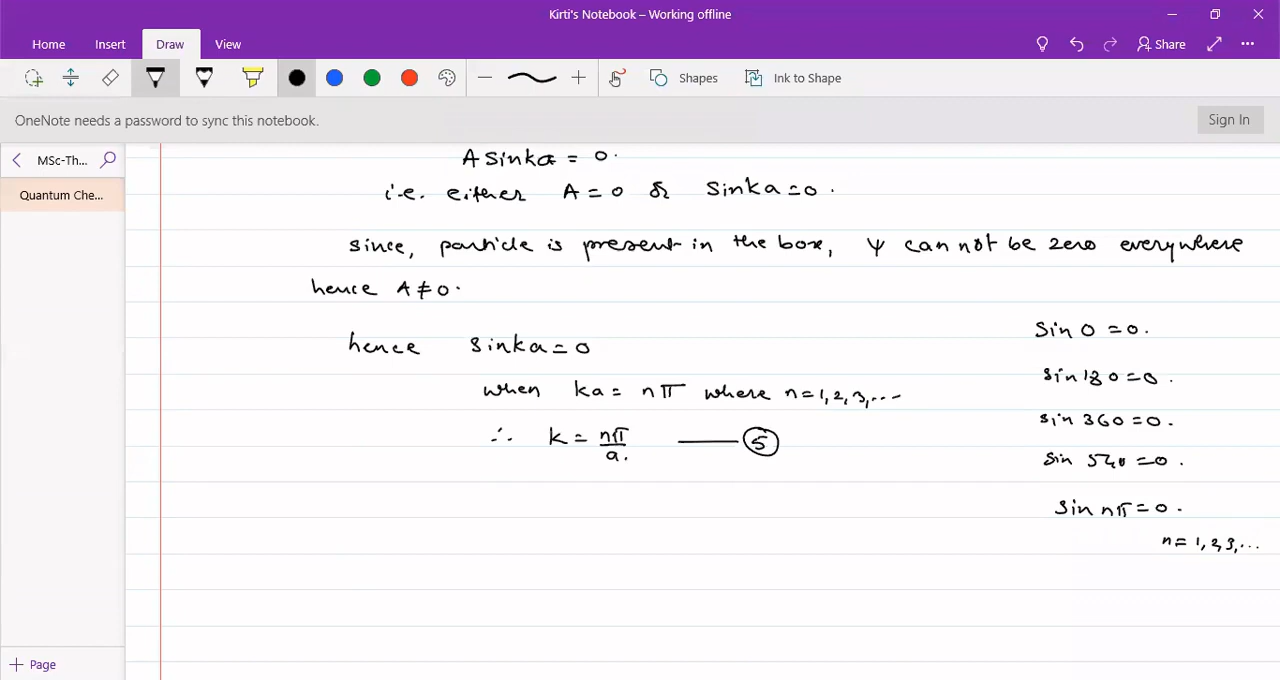 Kirti's Notebook – Working offline
Home Insert Draw View Share
Shapes Ink to Shape
OneNote needs a password to sync this notebook. Sign In
MSc-Th...
Quantum Che...
A Sinka = 0.
i.e. either A = 0 or Sinka = 0.
since, particle is present in the box, ψ can not be zero everywhere
hence A ≠ 0.
hence sinka = 0
when ka = nπ where n = 1, 2, 3, ...
∴ k = nπ/a. —— 5
Sin 0 = 0.
Sin 180 = 0.
Sin 360 = 0.
Sin 540 = 0.
Sin nπ = 0.
n = 1, 2, 3, ...
+ Page